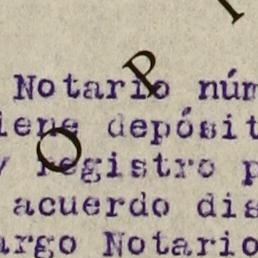 Notario núm
iene depósit
y registro p
acuerdo dis
argo Notario